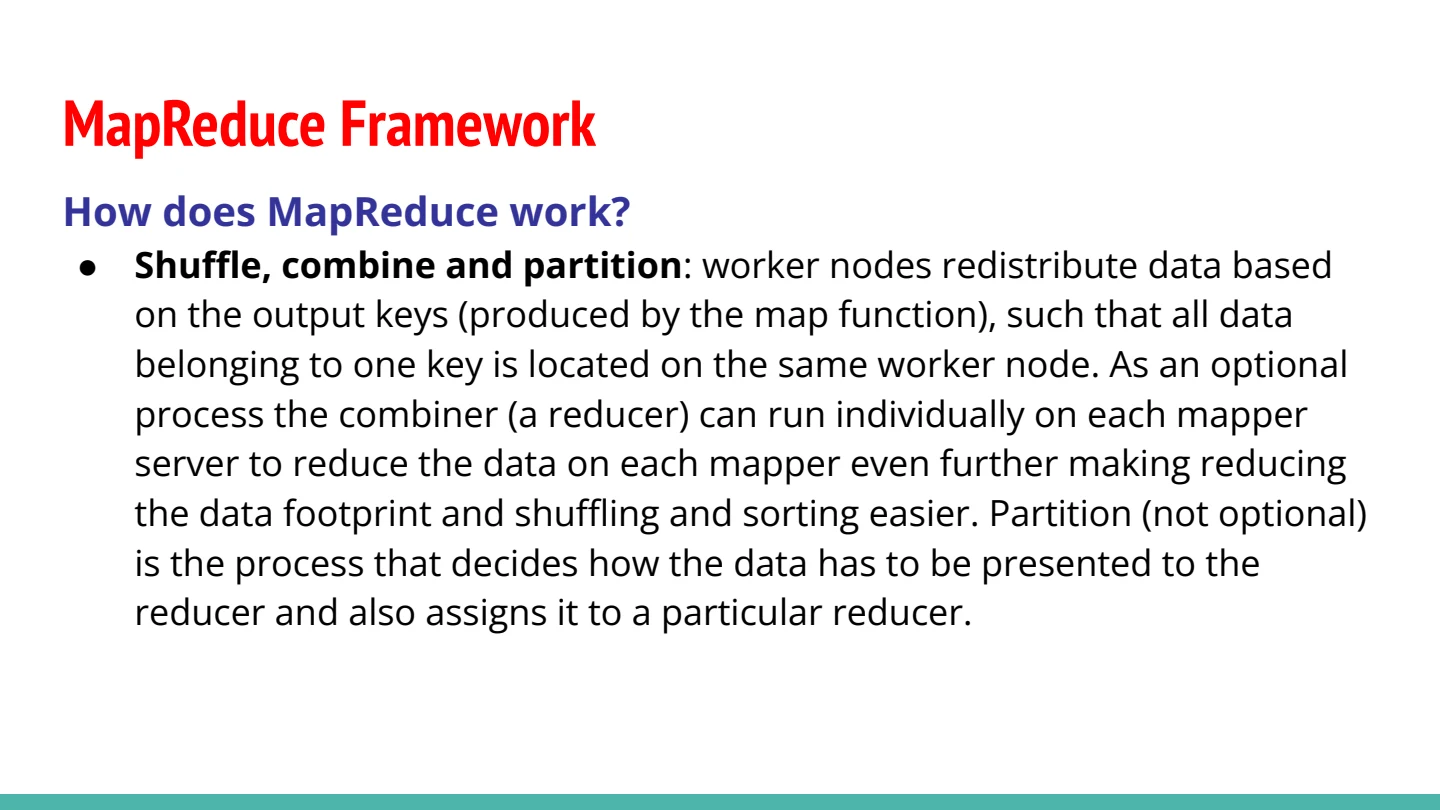 MapReduce Framework
How does MapReduce work?
● Shuffle, combine and partition: worker nodes redistribute data based
on the output keys (produced by the map function), such that all data
belonging to one key is located on the same worker node. As an optional
process the combiner (a reducer) can run individually on each mapper
server to reduce the data on each mapper even further making reducing
the data footprint and shuffling and sorting easier. Partition (not optional)
is the process that decides how the data has to be presented to the
reducer and also assigns it to a particular reducer.